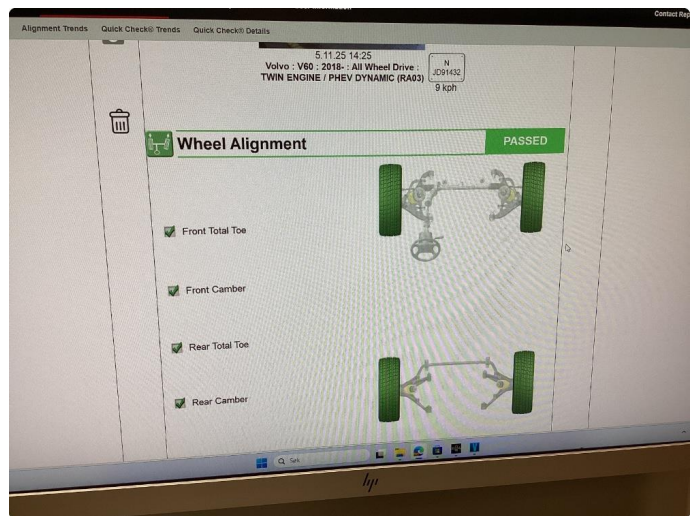 Contact Rep
Alignment Trends Quick Check® Trends Quick Check® Details
5.11.25 14:25
Volvo : V60 : 2018- : All Wheel Drive :
TWIN ENGINE / PHEV DYNAMIC (RA03)
N
JD91432
9 kph
Wheel Alignment
PASSED
Front Total Toe
Front Camber
Rear Total Toe
Rear Camber
Søk
hp